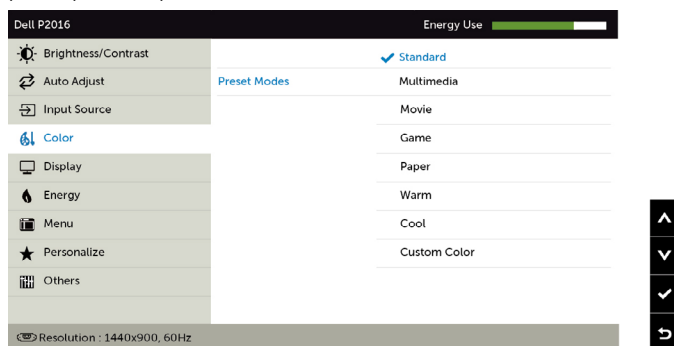 Dell P2016
Energy Use
Brightness/Contrast
Auto Adjust
Input Source
Color
Display
Energy
Menu
Personalize
Others
Preset Modes
Standard
Multimedia
Movie
Game
Paper
Warm
Cool
Custom Color
Resolution : 1440x900, 60Hz